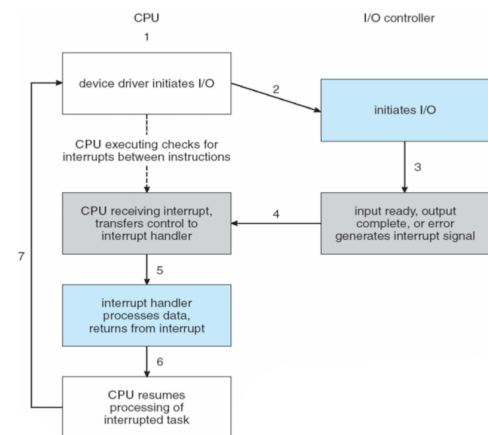 CPU
I/O controller
1
device driver initiates I/O
2
initiates I/O
CPU executing checks for
interrupts between instructions
3
CPU receiving interrupt,
transfers control to
interrupt handler
4
input ready, output
complete, or error
generates interrupt signal
7
5
interrupt handler
processes data,
returns from interrupt
6
CPU resumes
processing of
interrupted task